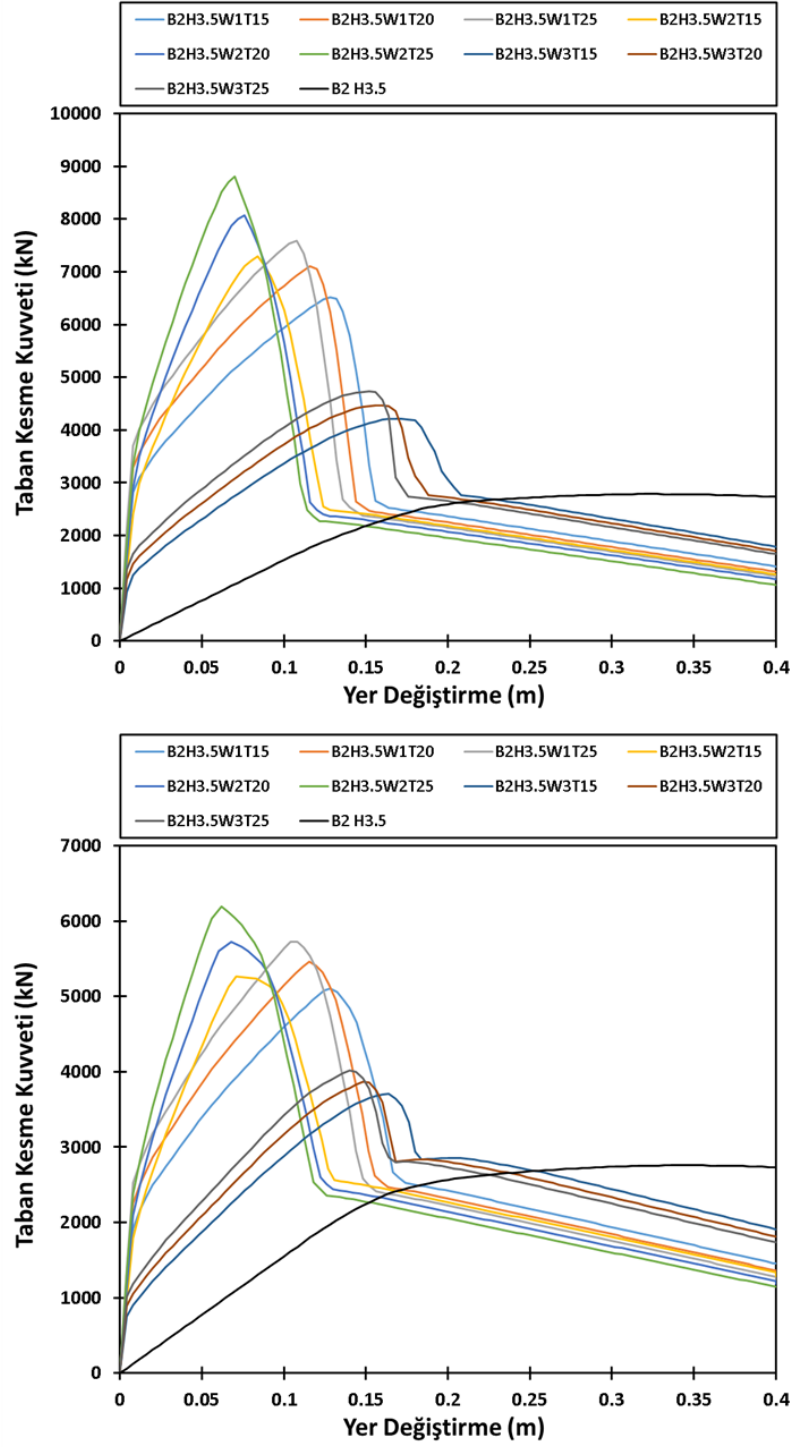 B2H3.5W1T15 B2H3.5W1T20 B2H3.5W1T25 B2H3.5W2T15
B2H3.5W2T20 B2H3.5W2T25 B2H3.5W3T15 B2H3.5W3T20
B2H3.5W3T25 B2 H3.5
10000
9000
8000
7000
6000
5000
4000
3000
2000
1000
0
Taban Kesme Kuvveti (kN)
0 0.05 0.1 0.15 0.2 0.25 0.3 0.35 0.4
Yer Değiştirme (m)
B2H3.5W1T15 B2H3.5W1T20 B2H3.5W1T25 B2H3.5W2T15
B2H3.5W2T20 B2H3.5W2T25 B2H3.5W3T15 B2H3.5W3T20
B2H3.5W3T25 B2 H3.5
7000
6000
5000
4000
3000
2000
1000
0
Taban Kesme Kuvveti (kN)
0 0.05 0.1 0.15 0.2 0.25 0.3 0.35 0.4
Yer Değiştirme (m)